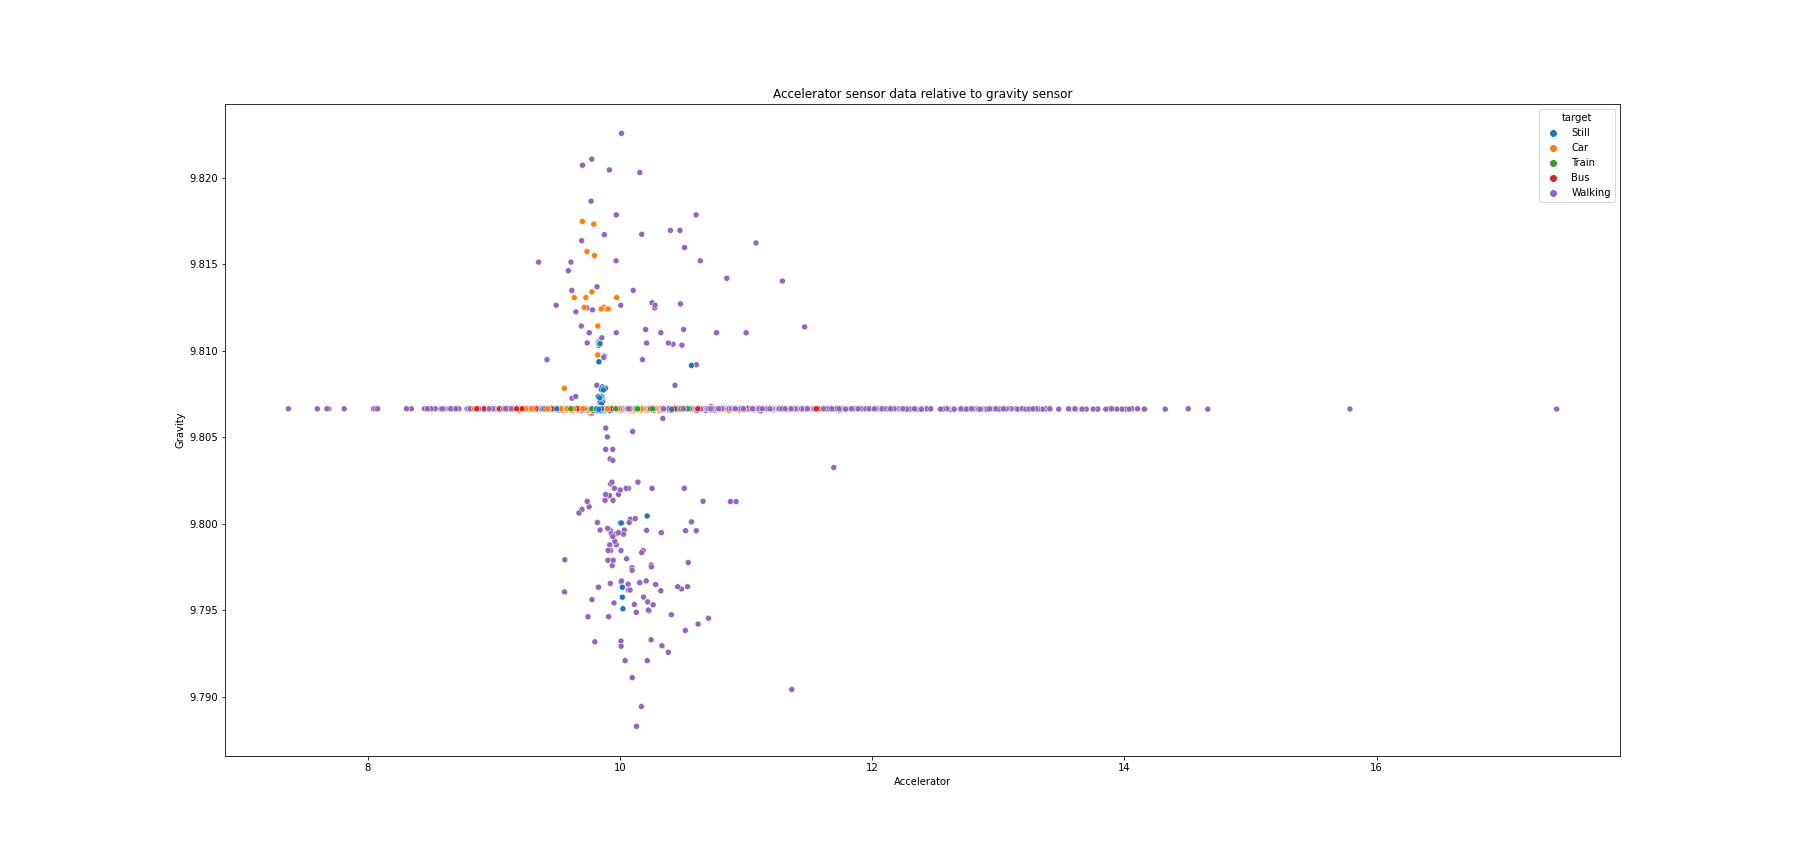 Accelerator sensor data relative to gravity sensor
target
Still
Car
Train
Bus
Walking
9.820
9.815
9.810
9.805
9.800
9.795
9.790
Gravity
8
10
12
14
16
Accelerator